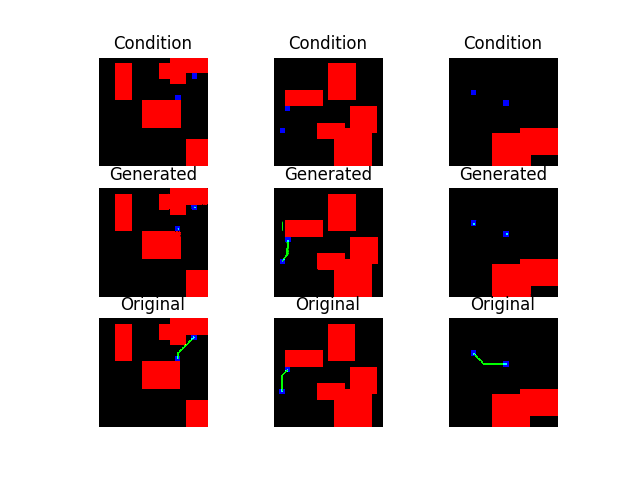 Condition Condition Condition
Generated Generated Generated
Original Original Original